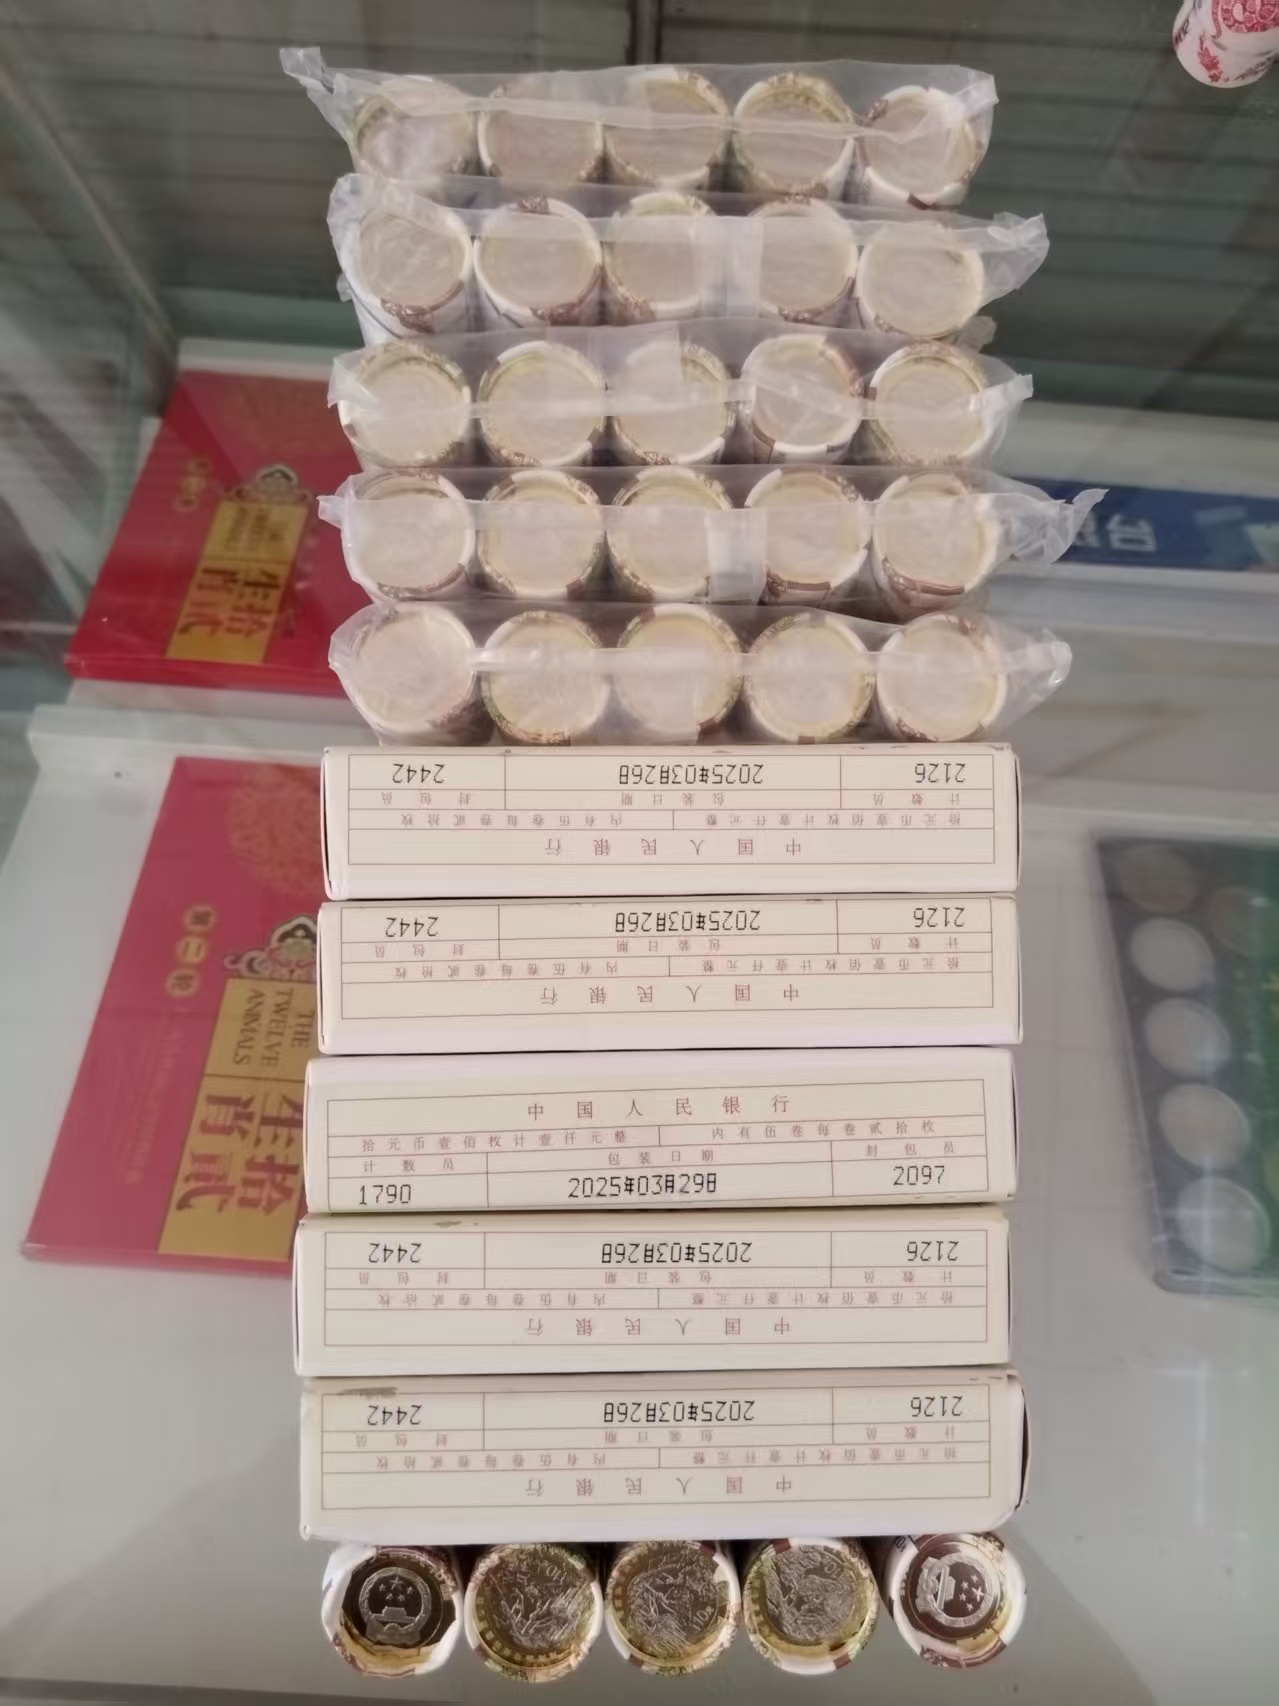 2442 2025年03月26日 2126
封包员 包装日期 计数员
内有伍卷每卷贰拾枚 拾元币壹佰枚计壹仟元整
中国人民银行
2442 2025年03月26日 2126
封包员 包装日期 计数员
内有伍卷每卷贰拾枚 拾元币壹佰枚计壹仟元整
中国人民银行
中国人民银行
拾元币壹佰枚计壹仟元整 内有伍卷每卷贰拾枚
计数员 包装日期 封包员
1790 2025年03月29日 2097
2442 2025年03月26日 2126
封包员 包装日期 计数员
内有伍卷每卷贰拾枚 拾元币壹佰枚计壹仟元整
中国人民银行
2442 2025年03月26日 2126
封包员 包装日期 计数员
内有伍卷每卷贰拾枚 拾元币壹佰枚计壹仟元整
中国人民银行
拾贰
生肖
第三轮
THE
TWELVE
ANIMALS
拾贰
生肖